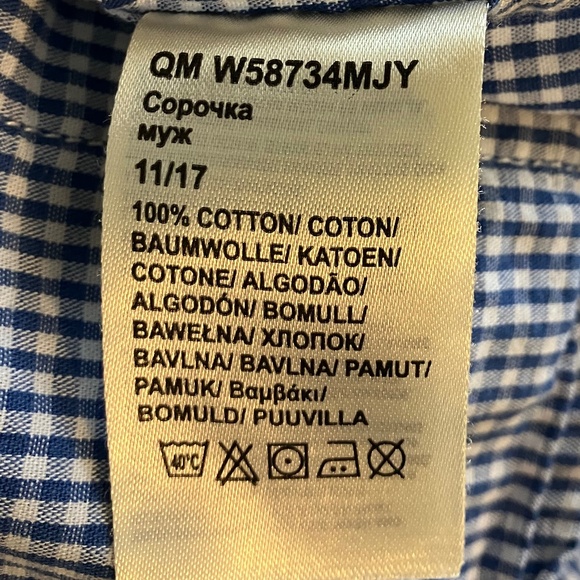 QM W58734MJY
Сорочка
муж
11/17
100% COTTON/ COTON/
BAUMWOLLE/ KATOEN/
COTONE/ ALGODÃO/
ALGODÓN/ BOMULL/
BAWEŁNA/ ХЛОПОК/
BAVLNA/ BAVLNA/ PAMUT/
PAMUK/ Βαμβάκι/
BOMULD/ PUUVILLA
40°C